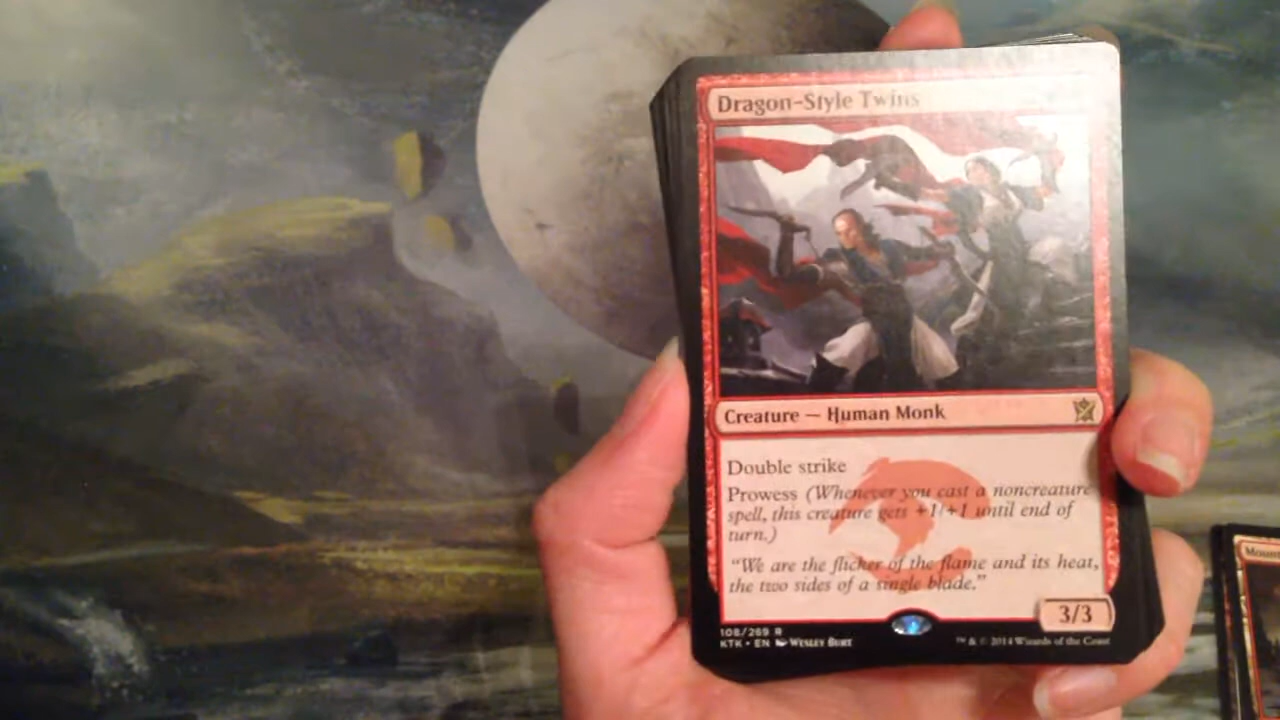 Dragon-Style Twins
Creature — Human Monk
Double strike
Prowess (Whenever you cast a noncreature
spell, this creature gets +1/+1 until end of
turn.)
"We are the flicker of the flame and its heat,
the two sides of a single blade."
3/3
108/269 R
KTK • EN Wesley Burt
™ & © 2014 Wizards of the Coast